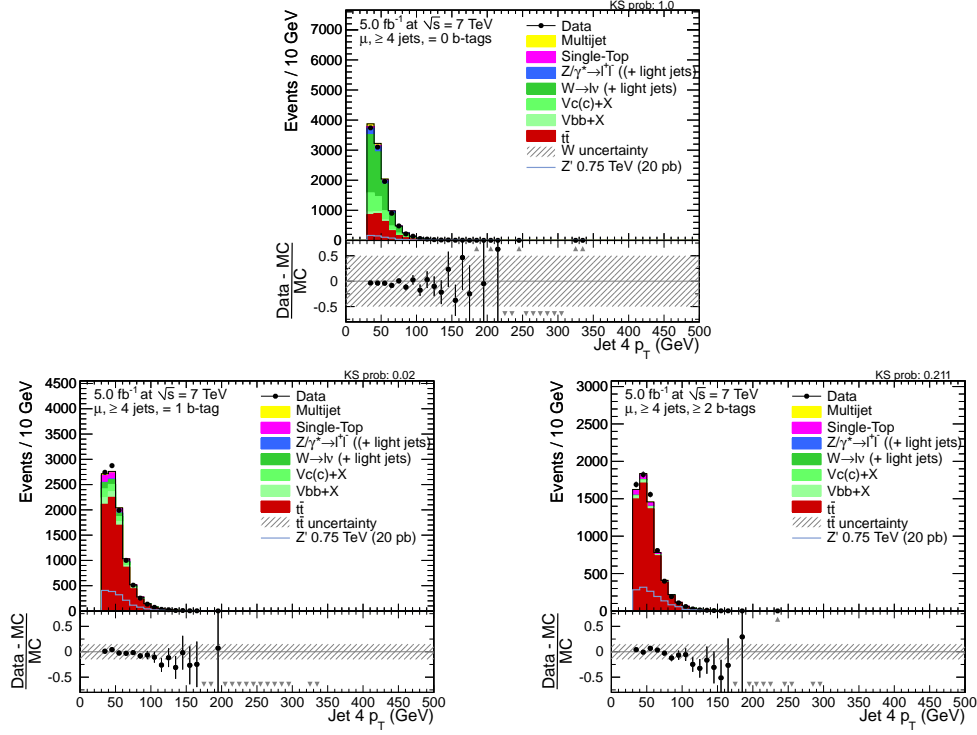 KS prob: 1.0
5.0 fb⁻¹ at √s = 7 TeV
μ, ≥ 4 jets, = 0 b-tags
Data
Multijet
Single-Top
Z/γ*→l⁺l⁻ ((+ light jets)
W→lν (+ light jets)
Vc(c)+X
Vbb+X
tt̄
W uncertainty
Z' 0.75 TeV (20 pb)
Events / 10 GeV
7000
6000
5000
4000
3000
2000
1000
0
Data - MC
MC
0.5
0
-0.5
0 50 100 150 200 250 300 350 400 450 500
Jet 4 p_T (GeV)
KS prob: 0.02
5.0 fb⁻¹ at √s = 7 TeV
μ, ≥ 4 jets, = 1 b-tag
Data
Multijet
Single-Top
Z/γ*→l⁺l⁻ ((+ light jets)
W→lν (+ light jets)
Vc(c)+X
Vbb+X
tt̄
tt̄ uncertainty
Z' 0.75 TeV (20 pb)
Events / 10 GeV
4500
4000
3500
3000
2500
2000
1500
1000
500
0
Data - MC
MC
0.5
0
-0.5
0 50 100 150 200 250 300 350 400 450 500
Jet 4 p_T (GeV)
KS prob: 0.211
5.0 fb⁻¹ at √s = 7 TeV
μ, ≥ 4 jets, ≥ 2 b-tags
Data
Multijet
Single-Top
Z/γ*→l⁺l⁻ ((+ light jets)
W→lν (+ light jets)
Vc(c)+X
Vbb+X
tt̄
tt̄ uncertainty
Z' 0.75 TeV (20 pb)
Events / 10 GeV
3000
2500
2000
1500
1000
500
0
Data - MC
MC
0.5
0
-0.5
0 50 100 150 200 250 300 350 400 450 500
Jet 4 p_T (GeV)